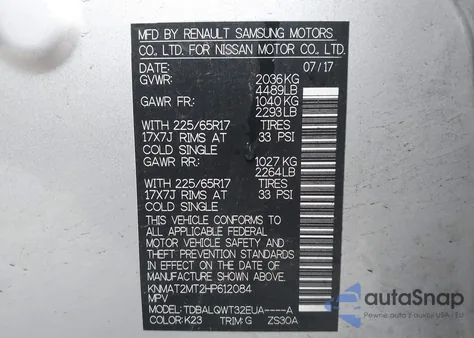 MFD BY RENAULT SAMSUNG MOTORS
CO., LTD. FOR NISSAN MOTOR CO., LTD.
DATE: 07/17
GVWR: 2036KG
4489LB
GAWR FR: 1040KG
2293LB
WITH 225/65R17 TIRES
17X7J RIMS AT 33 PSI
COLD SINGLE
GAWR RR: 1027KG
2264LB
WITH 225/65R17 TIRES
17X7J RIMS AT 33 PSI
COLD SINGLE
THIS VEHICLE CONFORMS TO
ALL APPLICABLE FEDERAL
MOTOR VEHICLE SAFETY AND
THEFT PREVENTION STANDARDS
IN EFFECT ON THE DATE OF
MANUFACTURE SHOWN ABOVE.
KNMAT2MT2HP612084
MPV
MODEL: TDBALQWT32EUA----A
COLOR:K23 TRIM:G ZS30A
autoSnap
Poland, Ukraine, USA